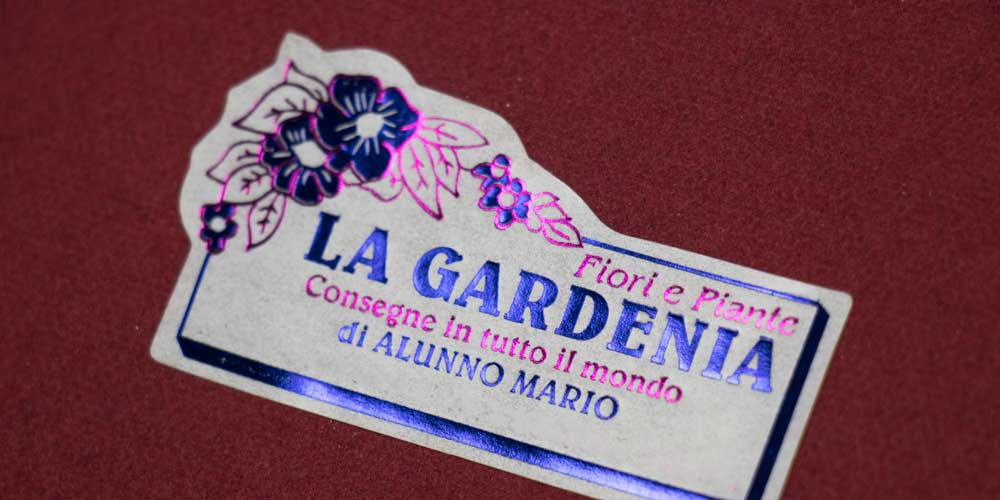 Fiori e Piante
LA GARDENIA
Consegne in tutto il mondo
di ALUNNO MARIO